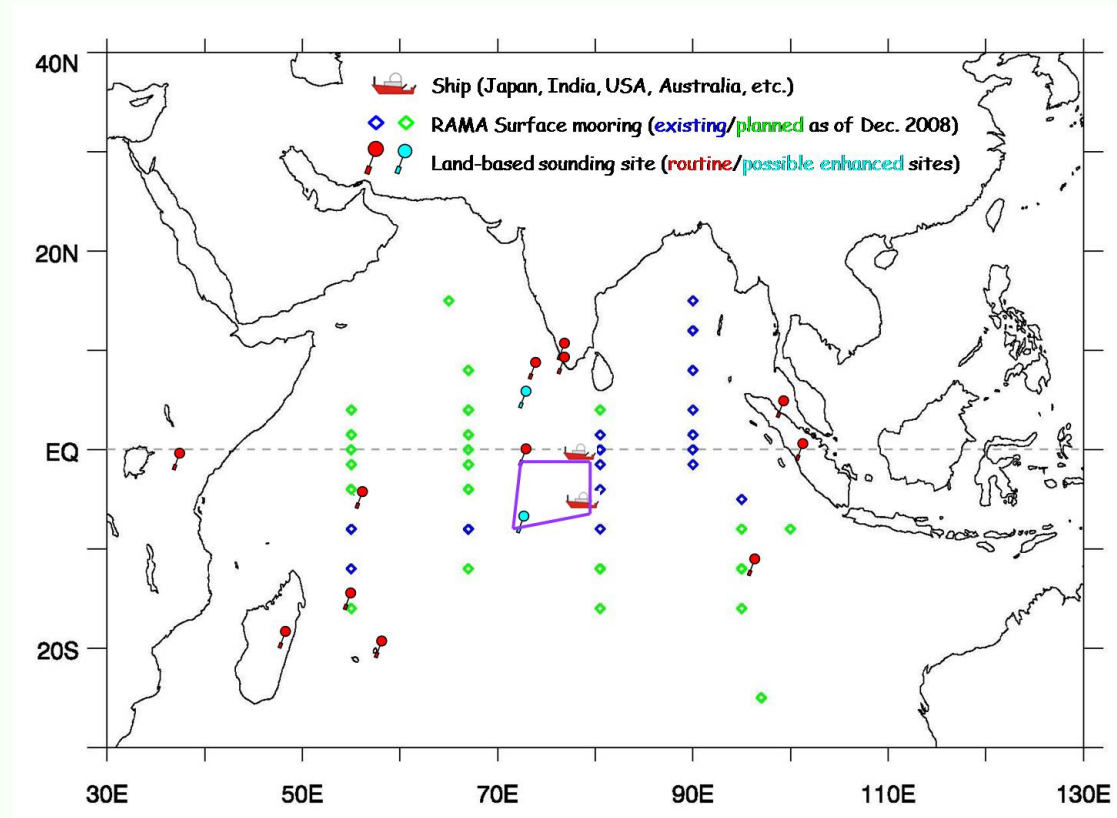 40N
Ship (Japan, India, USA, Australia, etc.)
RAMA Surface mooring (existing/planned as of Dec. 2008)
Land-based sounding site (routine/possible enhanced sites)
20N
EQ
20S
30E 50E 70E 90E 110E 130E